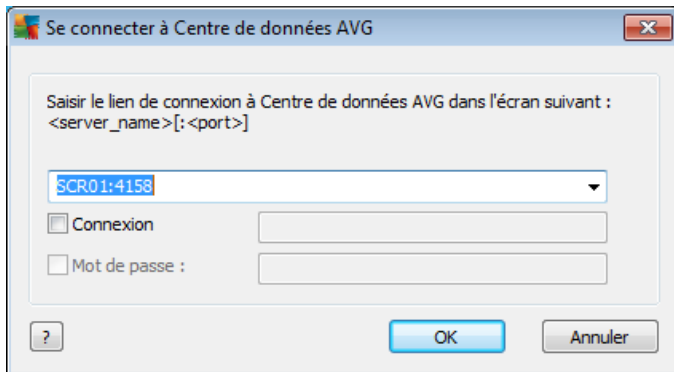 Se connecter à Centre de données AVG
Saisir le lien de connexion à Centre de données AVG dans l'écran suivant :
<server_name>[:<port>]
SCR01:4158
Connexion
Mot de passe :
?
OK
Annuler